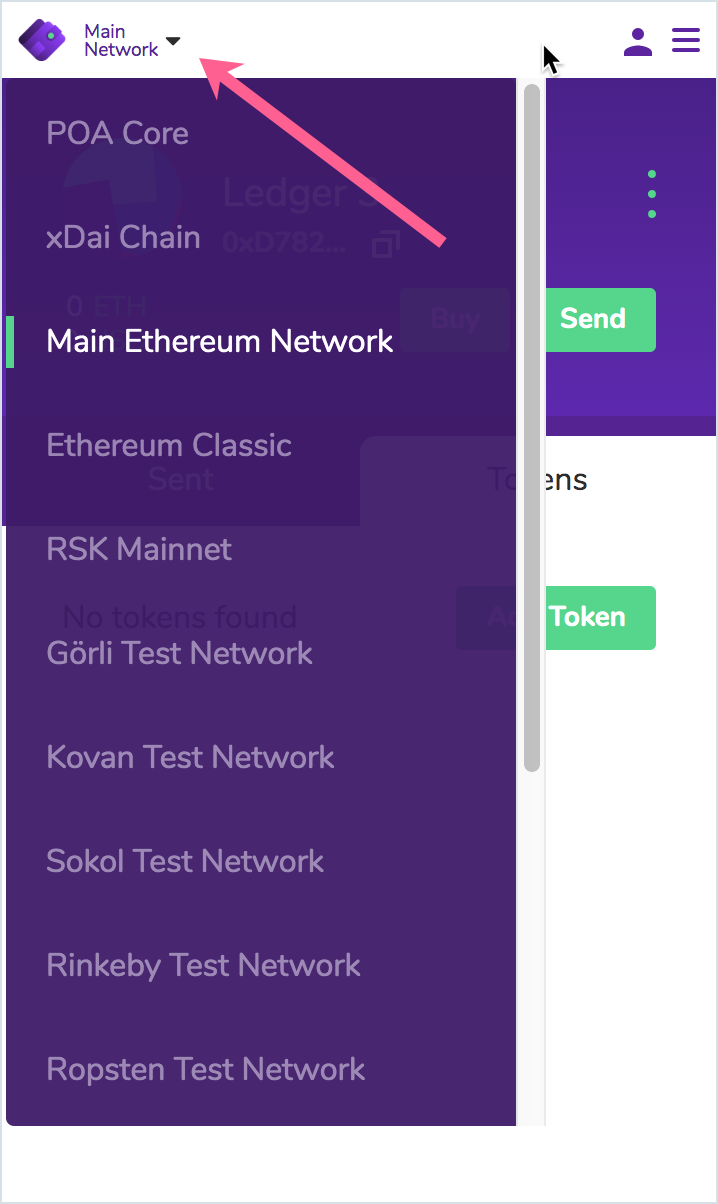 Main
Network
POA Core
Ledger S
xDai Chain
0xD782...
0 ETH
Buy
Send
Main Ethereum Network
Ethereum Classic
Sent
Tokens
RSK Mainnet
No tokens found
Add Token
Görli Test Network
Kovan Test Network
Sokol Test Network
Rinkeby Test Network
Ropsten Test Network